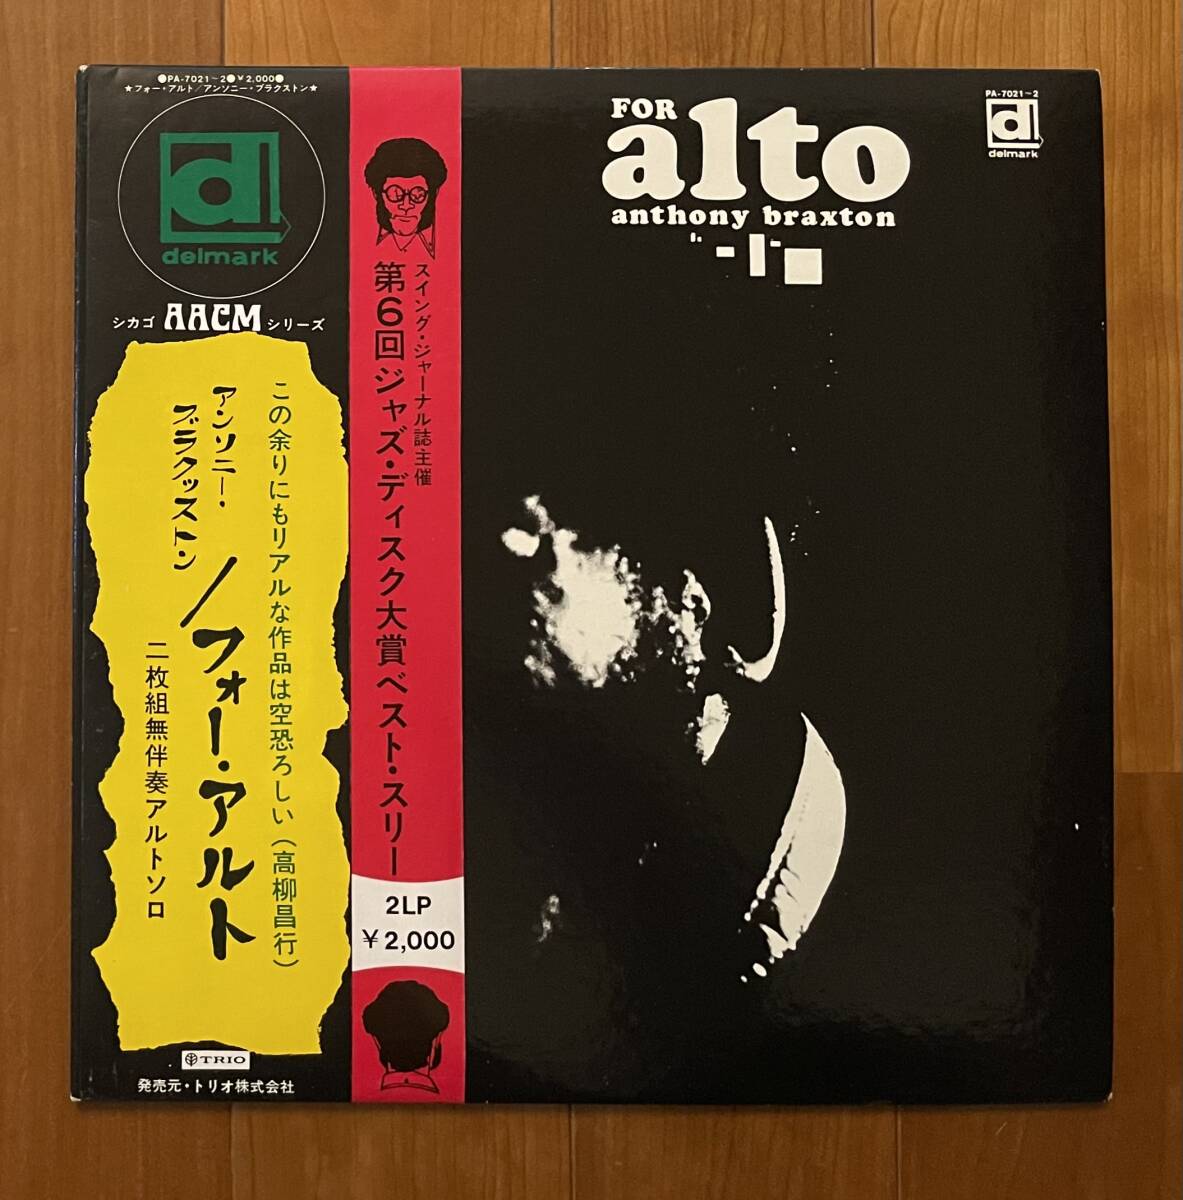 ●PA-7021~2●¥2,000●
★フォー・アルト/アンソニー・ブラクストン★
d
delmark
シカゴ AACM シリーズ
この余りにもリアルな作品は空恐ろしい(高柳昌行)
アンソニー・
ブラクストン/フォー・アルト
二枚組無伴奏アルトソロ
TRIO
発売元・トリオ株式会社
スイング・ジャーナル誌主催
第6回ジャズ・ディスク大賞ベスト・スリー
2LP
¥2,000
FOR
alto
anthony braxton
PA-7021~2
d
delmark